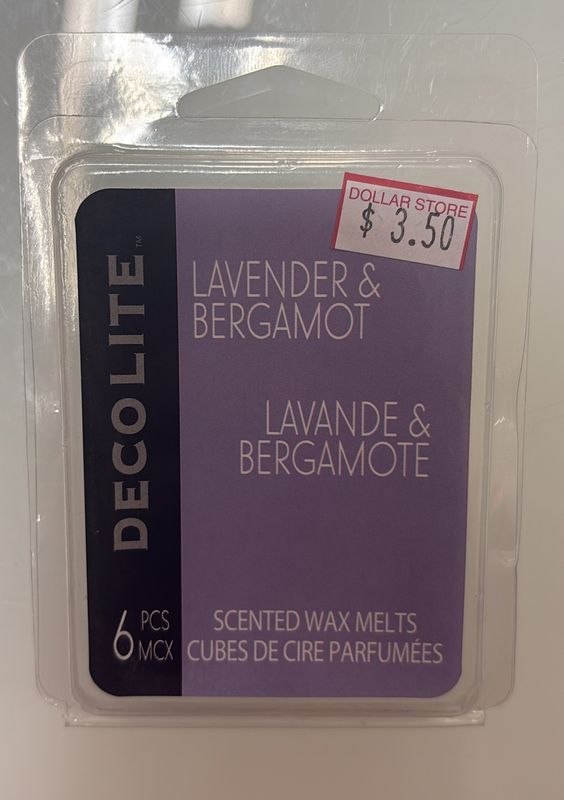 DOLLAR STORE
$ 3.50
LAVENDER &
BERGAMOT
LAVANDE &
BERGAMOTE
DECOLITE™
6 PCS
MCX
SCENTED WAX MELTS
CUBES DE CIRE PARFUMÉES